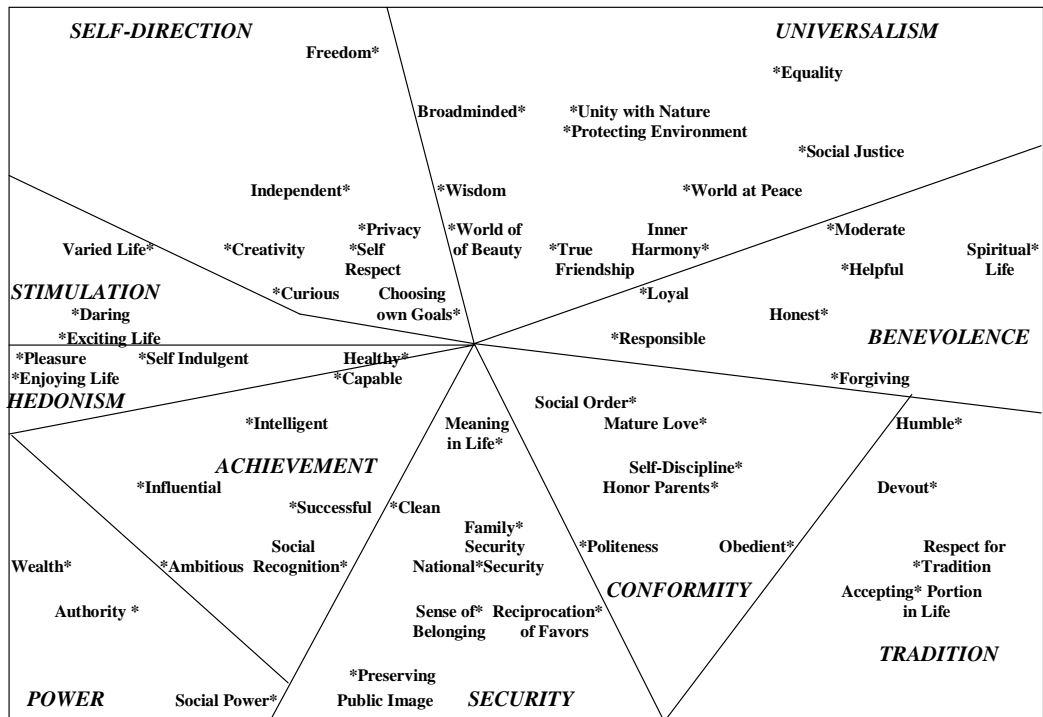 SELF-DIRECTION
UNIVERSALISM
Freedom*
*Equality
Broadminded*
*Unity with Nature
*Protecting Environment
*Social Justice
Independent*
*Wisdom
*World at Peace
*Privacy
*World of
of Beauty
Inner
Harmony*
*Moderate
Varied Life*
*Creativity
*Self
Respect
*True
Friendship
Spiritual*
Life
*Helpful
STIMULATION
*Curious
Choosing
own Goals*
*Loyal
*Daring
Honest*
*Exciting Life
*Responsible
BENEVOLENCE
*Pleasure
*Self Indulgent
Healthy*
*Enjoying Life
*Capable
*Forgiving
HEDONISM
Social Order*
*Intelligent
Meaning
in Life*
Mature Love*
Humble*
ACHIEVEMENT
Self-Discipline*
*Influential
Honor Parents*
Devout*
*Successful
*Clean
Family*
Security
Wealth*
*Ambitious
Social
Recognition*
National*Security
*Politeness
Obedient*
Respect for
*Tradition
CONFORMITY
Accepting* Portion
in Life
Authority *
Sense of*
Belonging
Reciprocation*
of Favors
TRADITION
*Preserving
Public Image
POWER
Social Power*
SECURITY